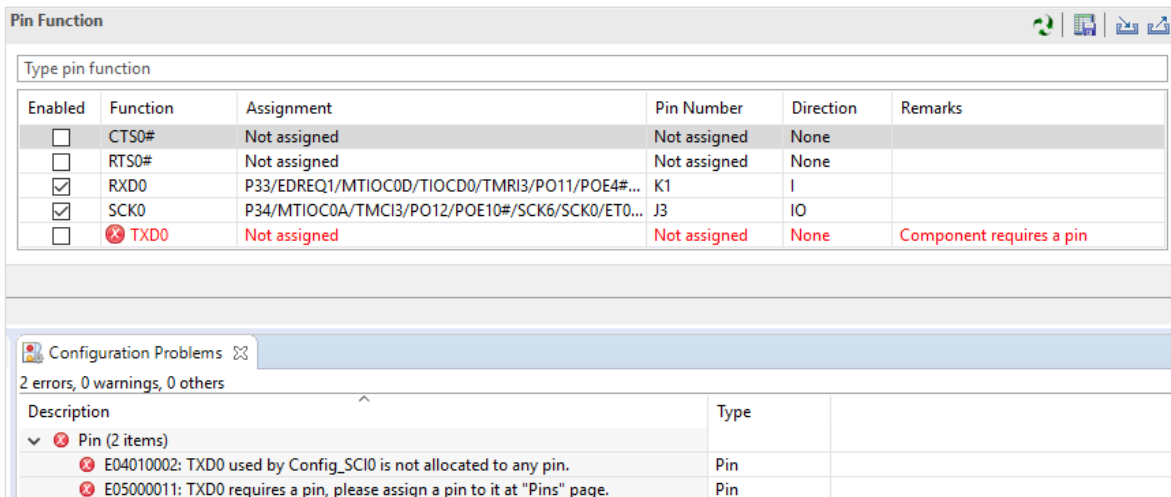 Pin Function
Type pin function
Enabled Function Assignment Pin Number Direction Remarks
CTS0# Not assigned Not assigned None
RTS0# Not assigned Not assigned None
RXD0 P33/EDREQ1/MTIOC0D/TIOCD0/TMRI3/PO11/POE4#... K1 I
SCK0 P34/MTIOC0A/TMCI3/PO12/POE10#/SCK6/SCK0/ET0... J3 IO
TXD0 Not assigned Not assigned None Component requires a pin
Configuration Problems
2 errors, 0 warnings, 0 others
Description Type
Pin (2 items)
E04010002: TXD0 used by Config_SCI0 is not allocated to any pin. Pin
E05000011: TXD0 requires a pin, please assign a pin to it at "Pins" page. Pin